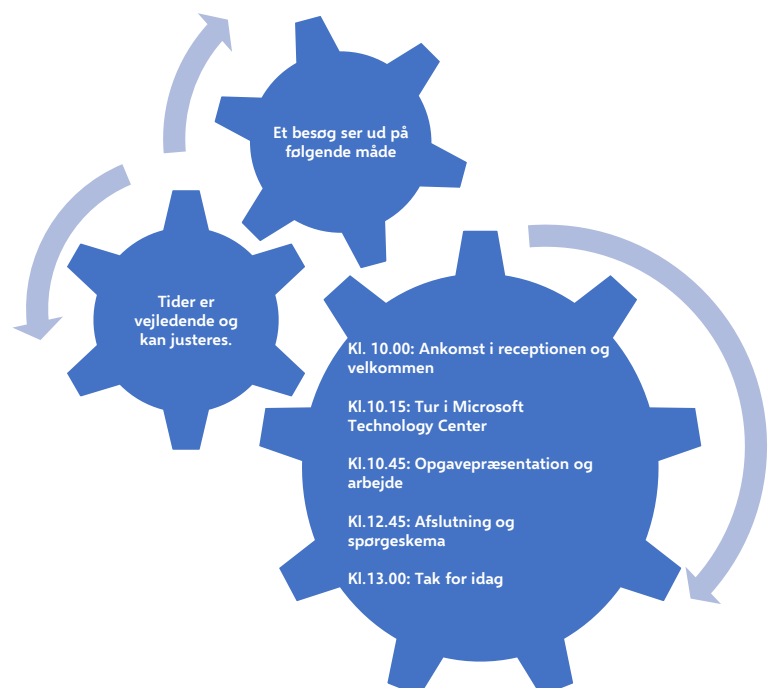 Et besøg ser ud på
følgende måde
Tider er
vejledende og
kan justeres.
Kl. 10.00: Ankomst i receptionen og
velkommen
Kl.10.15: Tur i Microsoft
Technology Center
Kl.10.45: Opgavepræsentation og
arbejde
Kl.12.45: Afslutning og
spørgeskema
Kl.13.00: Tak for idag